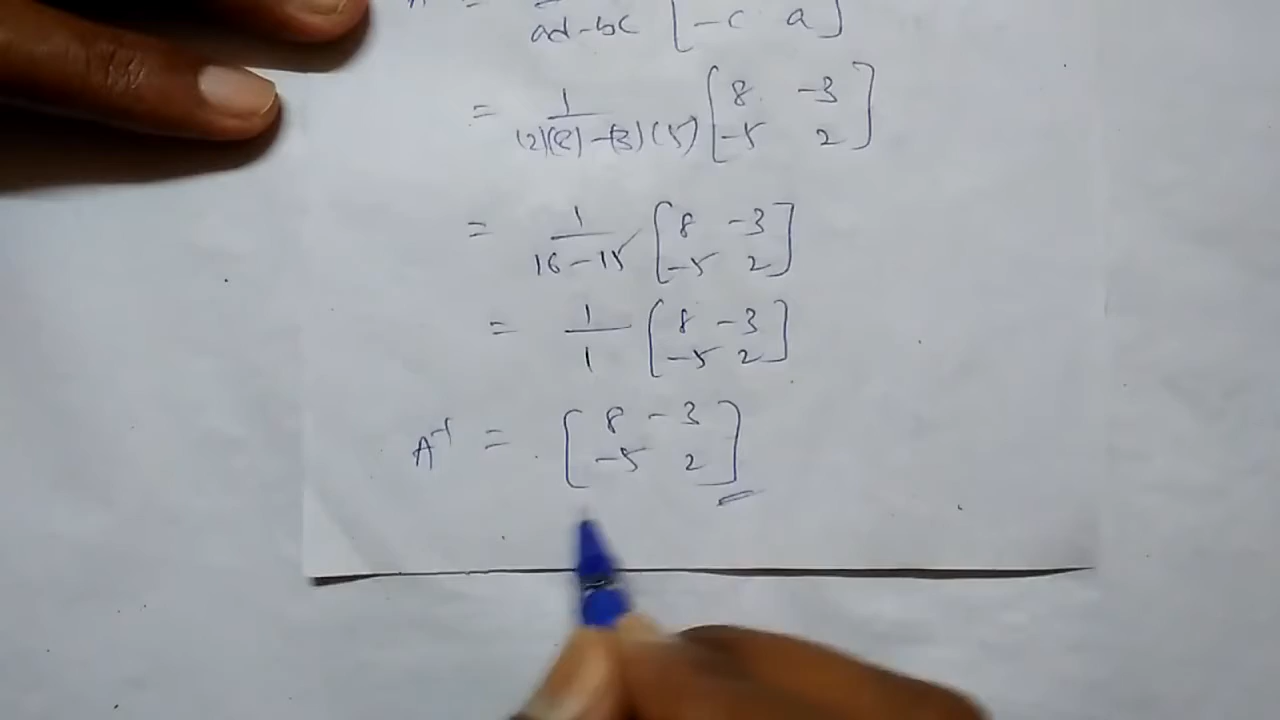 ad-bc [-c a]
= 1/(2)(8)-(3)(5) [8 -3
-5 2]
= 1/16-15 [8 -3
-5 2]
= 1/1 [8 -3
-5 2]
A⁻¹ = [8 -3
-5 2]